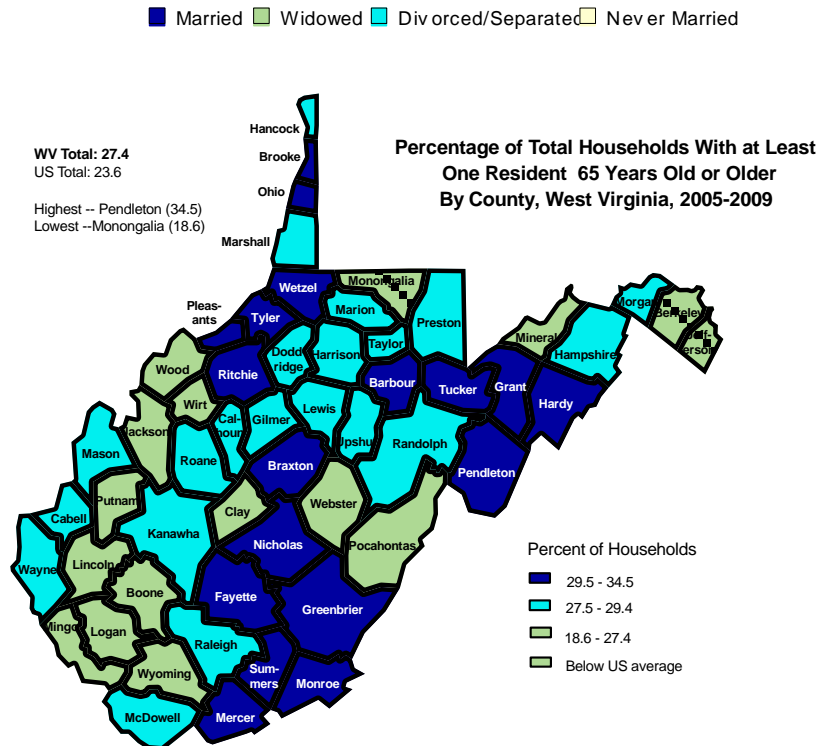 Married Widowed Divorced/Separated Never Married
Percentage of Total Households With at Least
One Resident 65 Years Old or Older
By County, West Virginia, 2005-2009
WV Total: 27.4
US Total: 23.6
Highest -- Pendleton (34.5)
Lowest --Monongalia (18.6)
Hancock
Brooke
Ohio
Marshall
Wetzel
Monongalia
Pleas-
ants
Tyler
Marion
Preston
Morgan
Berkeley
Jeff-
erson
Mineral
Hampshire
Wood
Ritchie
Dodd
ridge
Harrison
Taylor
Barbour
Tucker
Grant
Hardy
Wirt
Jackson
Cal-
houn
Gilmer
Lewis
Upshur
Randolph
Pendleton
Mason
Roane
Braxton
Webster
Putnam
Clay
Cabell
Kanawha
Nicholas
Pocahontas
Wayne
Lincoln
Boone
Fayette
Greenbrier
Mingo
Logan
Raleigh
Wyoming
Sum-
mers
Monroe
McDowell
Mercer
Percent of Households
29.5 - 34.5
27.5 - 29.4
18.6 - 27.4
Below US average